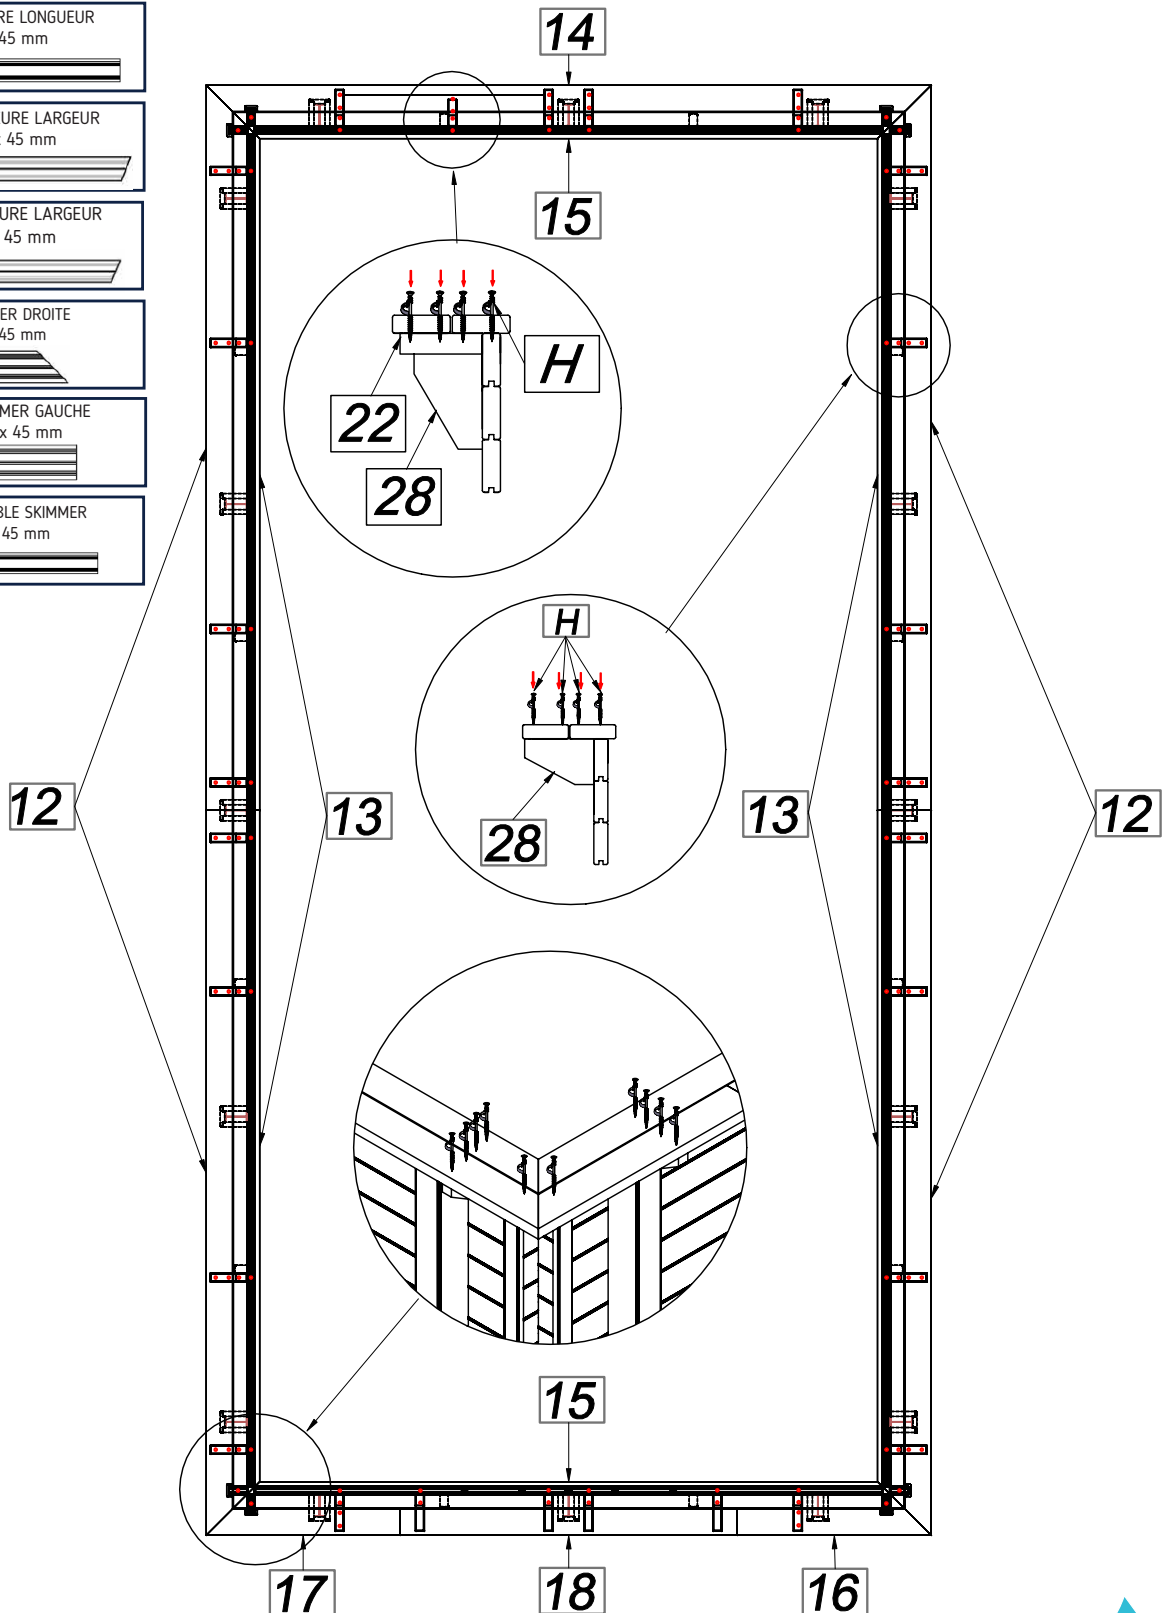 RE LONGUEUR
45 mm
URE LARGEUR
x 45 mm
URE LARGEUR
45 mm
ER DROITE
45 mm
MER GAUCHE
x 45 mm
BLE SKIMMER
45 mm
14
15
H
22
28
H
28
12
13
13
12
15
17
18
16